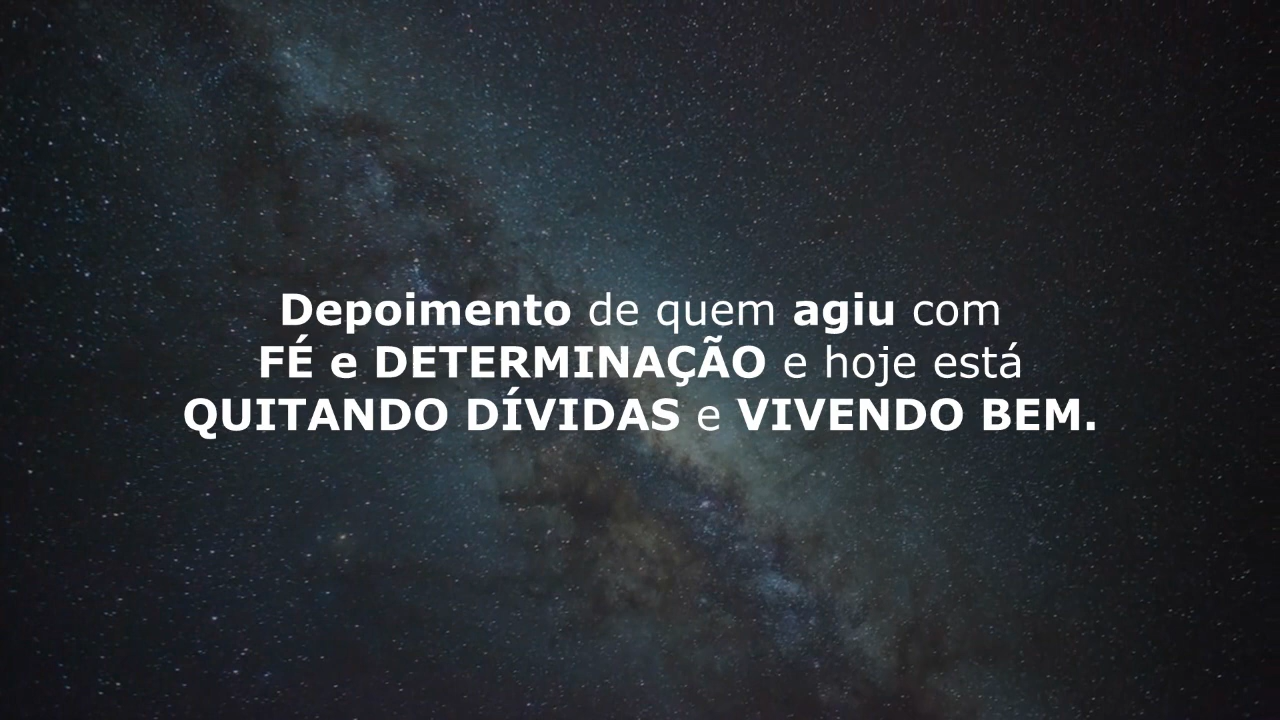 Depoimento de quem agiu com
FÉ e DETERMINAÇÃO e hoje está
QUITANDO DÍVIDAS e VIVENDO BEM.